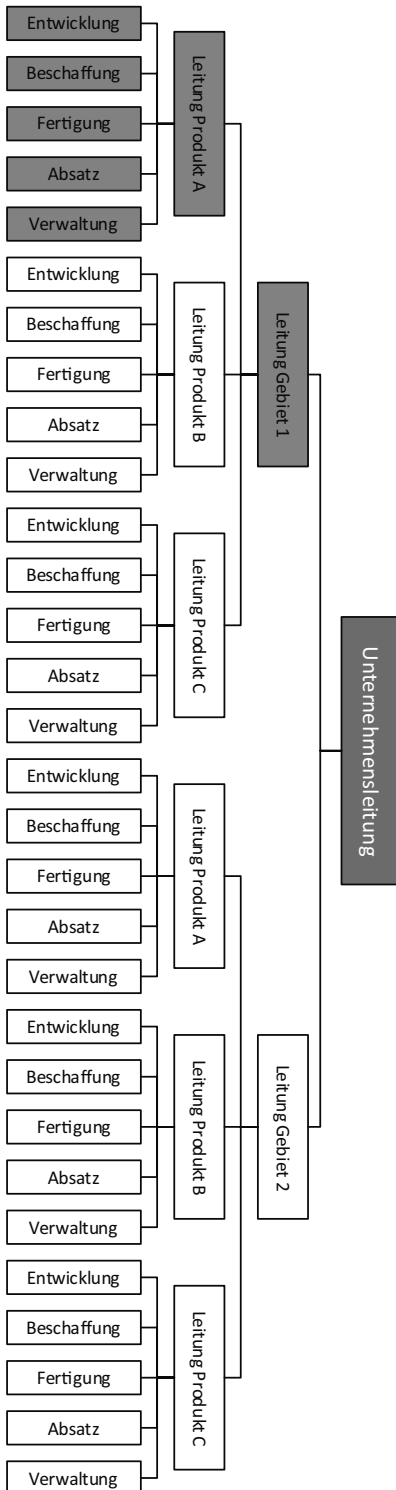 Unternehmensleitung
Leitung Gebiet 1
Leitung Produkt A
Entwicklung
Beschaffung
Fertigung
Absatz
Verwaltung
Leitung Produkt B
Entwicklung
Beschaffung
Fertigung
Absatz
Verwaltung
Leitung Produkt C
Entwicklung
Beschaffung
Fertigung
Absatz
Verwaltung
Leitung Gebiet 2
Leitung Produkt A
Entwicklung
Beschaffung
Fertigung
Absatz
Verwaltung
Leitung Produkt B
Entwicklung
Beschaffung
Fertigung
Absatz
Verwaltung
Leitung Produkt C
Entwicklung
Beschaffung
Fertigung
Absatz
Verwaltung